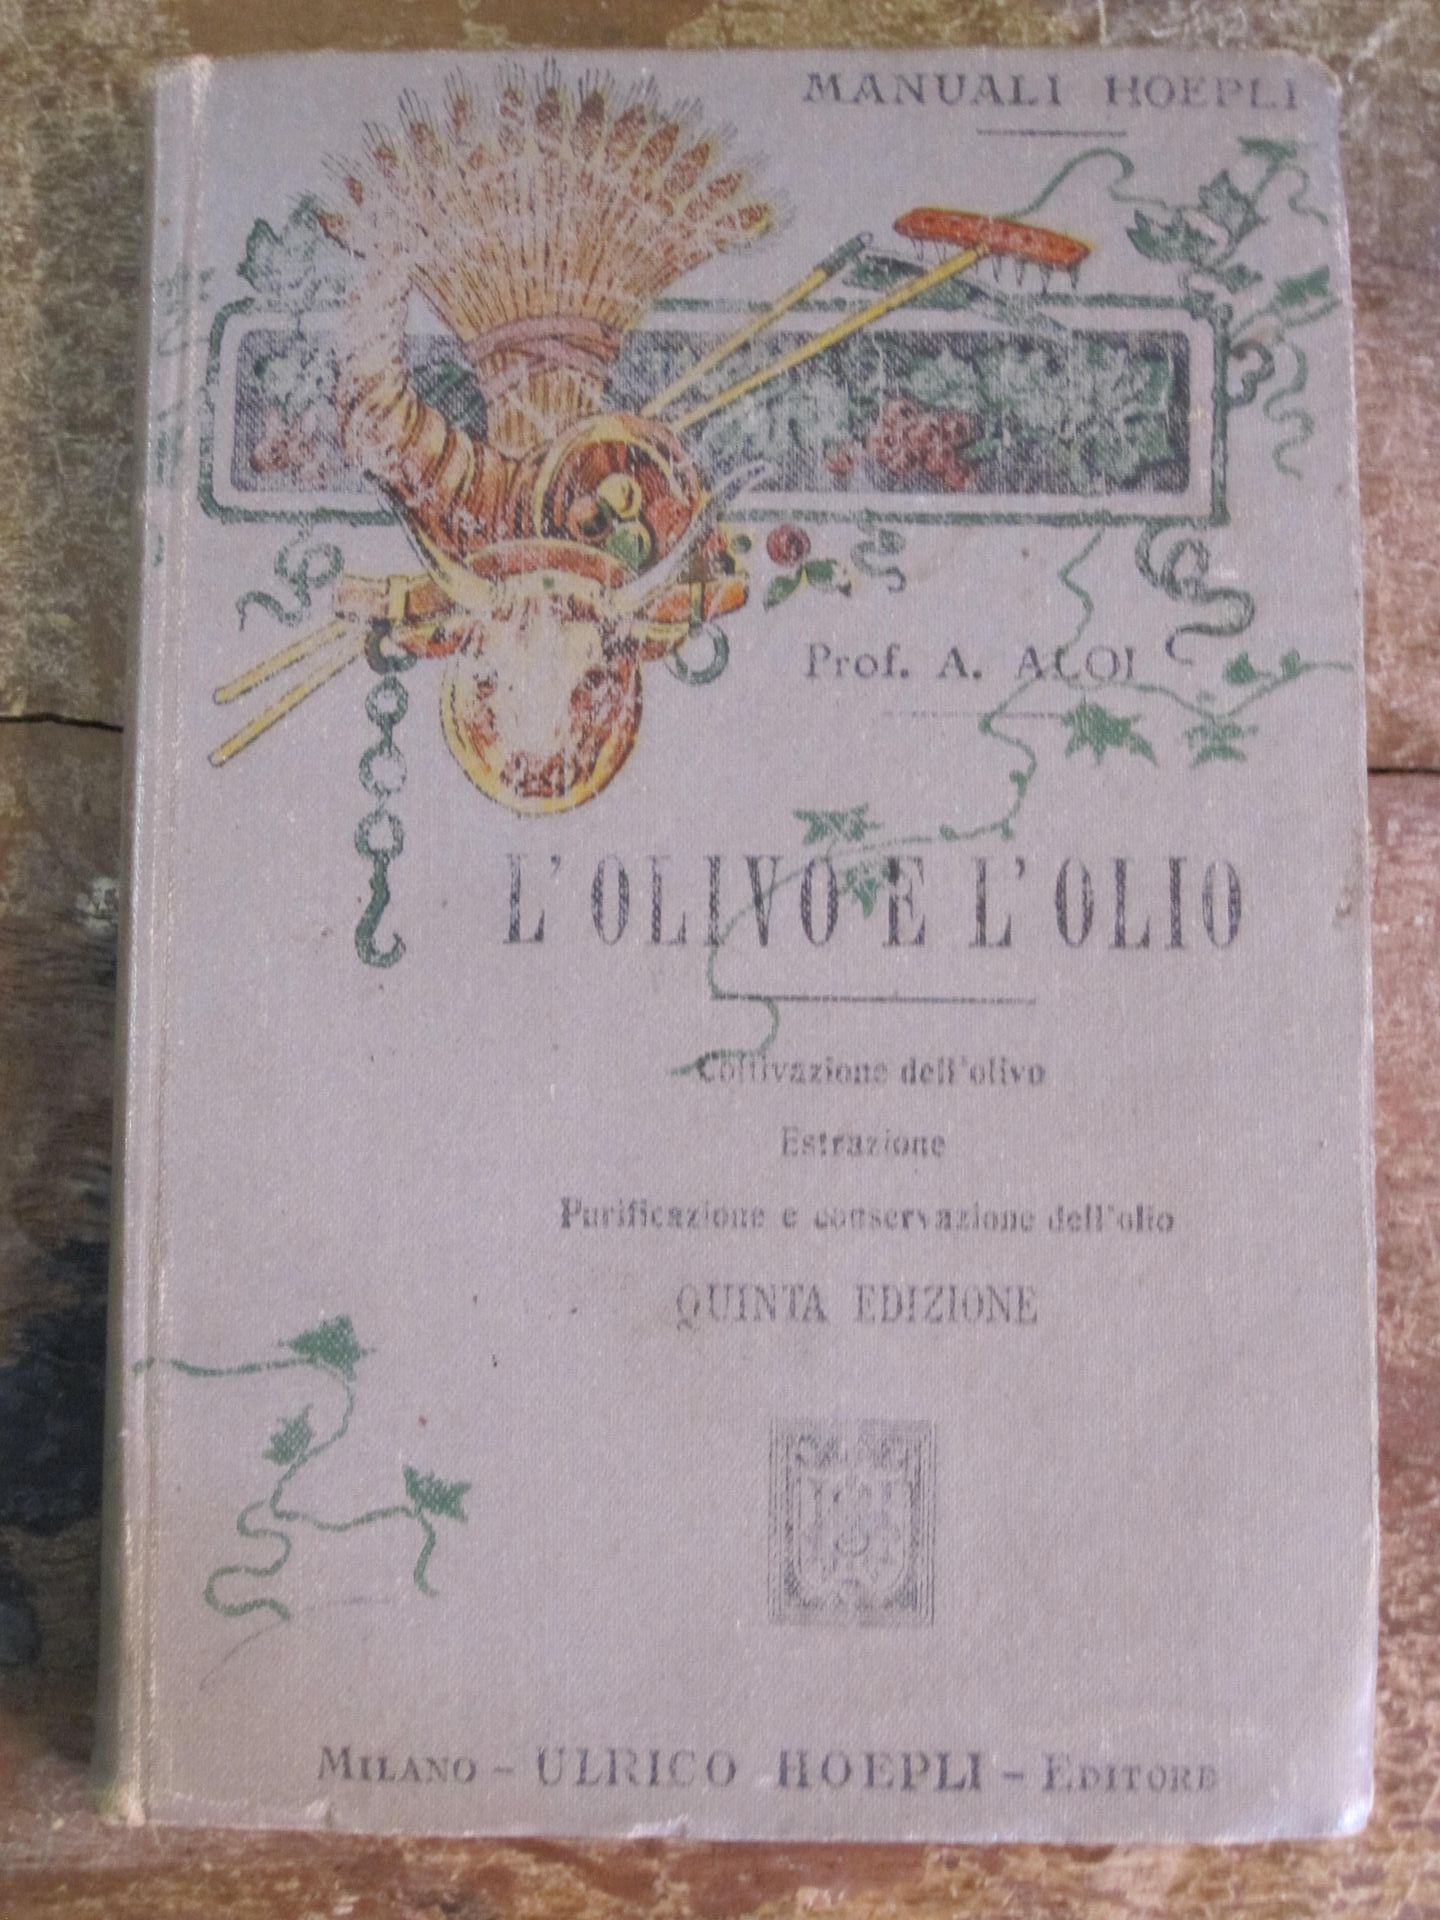 MANUALI HOEPLI
Prof. A. ALOI
L'OLIVO E L'OLIO
Coltivazione dell'olivo
Estrazione
Purificazione e conservazione dell'olio
QUINTA EDIZIONE
MILANO – ULRICO HOEPLI – EDITORE